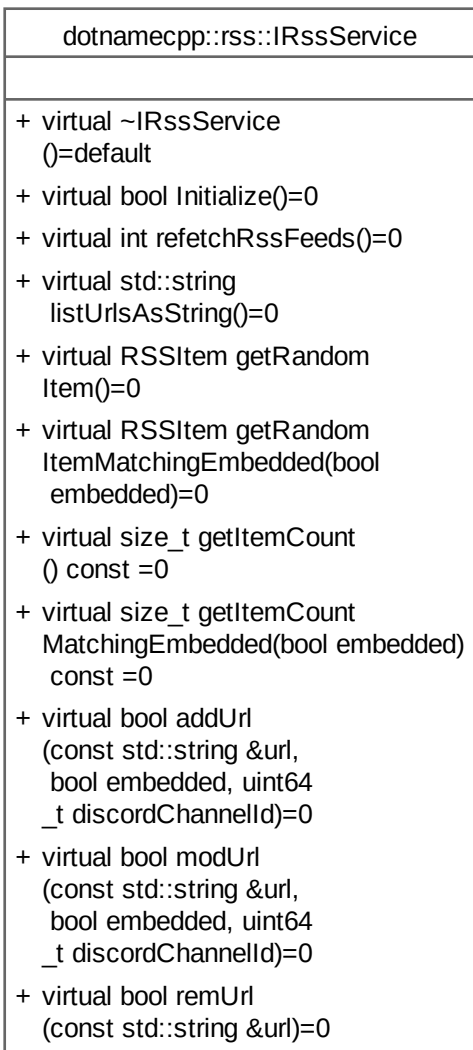 dotnamecpp::rss::IRssService
+ virtual ~IRssService
()=default
+ virtual bool Initialize()=0
+ virtual int refetchRssFeeds()=0
+ virtual std::string
listUrlsAsString()=0
+ virtual RSSItem getRandom
Item()=0
+ virtual RSSItem getRandom
ItemMatchingEmbedded(bool
embedded)=0
+ virtual size_t getItemCount
() const =0
+ virtual size_t getItemCount
MatchingEmbedded(bool embedded)
const =0
+ virtual bool addUrl
(const std::string &url,
bool embedded, uint64
_t discordChannelId)=0
+ virtual bool modUrl
(const std::string &url,
bool embedded, uint64
_t discordChannelId)=0
+ virtual bool remUrl
(const std::string &url)=0